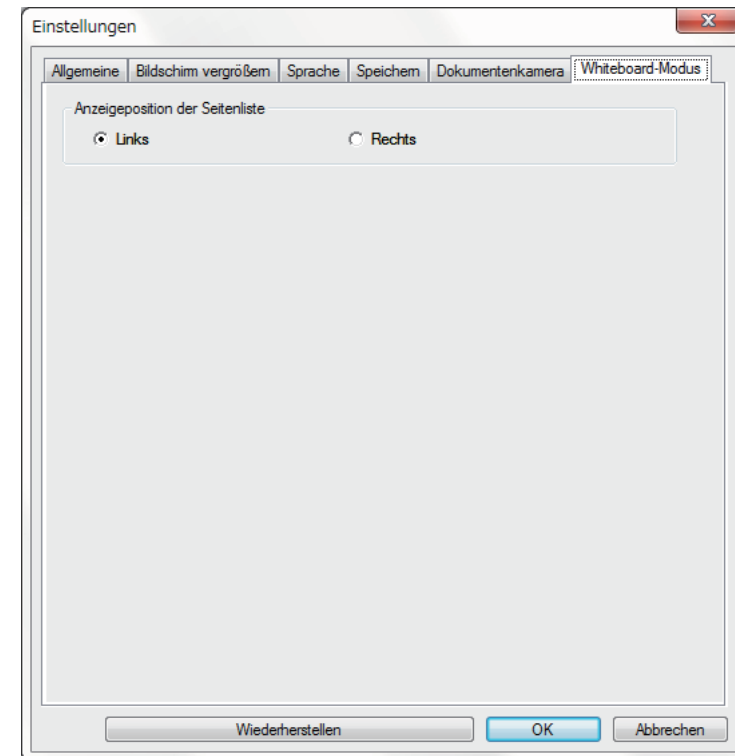 Einstellungen
Allgemeine Bildschirm vergrößern Sprache Speichern Dokumentenkamera Whiteboard-Modus
Anzeigeposition der Seitenliste
Links Rechts
Wiederherstellen OK Abbrechen